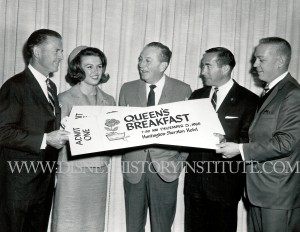 ADMIT
ONE
QUEEN'S
BREAKFAST
Huntington Sheraton Hotel
WWW.DISNEYHISTORYINSTITUTE.COM